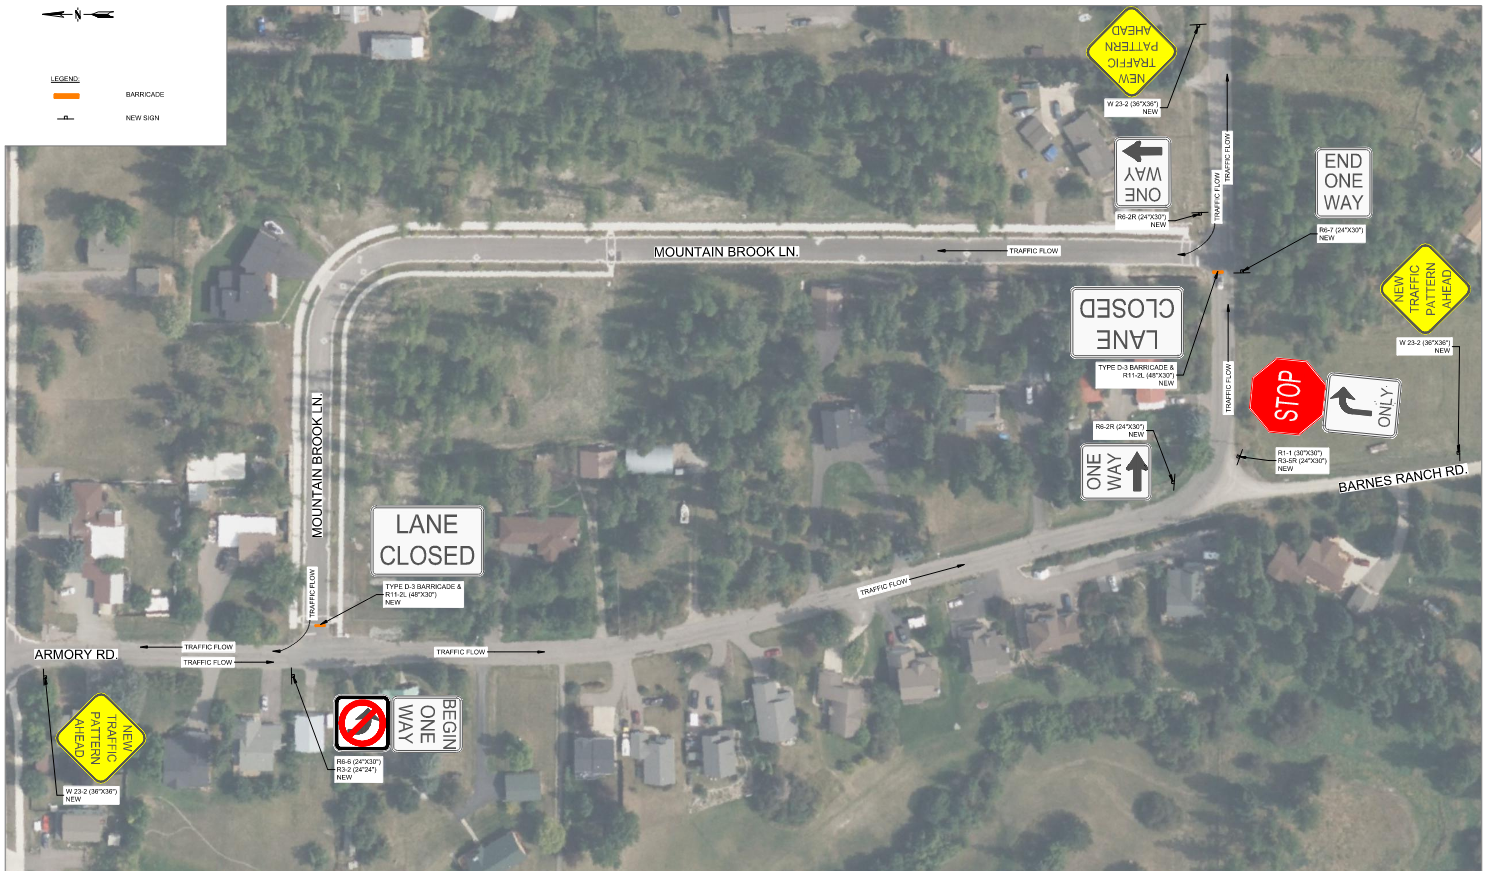 N
LEGEND:
BARRICADE
NEW SIGN
NEW
TRAFFIC
PATTERN
AHEAD
W 23-2 (36"X36")
NEW
ONE
WAY
R6-2R (24"X30")
NEW
TRAFFIC FLOW
TRAFFIC FLOW
END
ONE
WAY
R6-7 (24"X30")
NEW
MOUNTAIN BROOK LN.
TRAFFIC FLOW
NEW
TRAFFIC
PATTERN
AHEAD
W 23-2 (36"X36")
NEW
LANE
CLOSED
TYPE D-3 BARRICADE &
R11-2L (48"X30")
NEW
TRAFFIC FLOW
STOP
ONLY
R1-1 (30"X30")
R3-5R (24"X30")
NEW
R6-2R (24"X30")
NEW
ONE
WAY
BARNES RANCH RD.
MOUNTAIN BROOK LN.
LANE
CLOSED
TYPE D-3 BARRICADE &
R11-2L (48"X30")
NEW
TRAFFIC FLOW
TRAFFIC FLOW
ARMORY RD.
TRAFFIC FLOW
TRAFFIC FLOW
TRAFFIC FLOW
NEW
TRAFFIC
PATTERN
AHEAD
W 23-2 (36"X36")
NEW
BEGIN
ONE
WAY
R6-6 (24"X30")
R3-2 (24"24")
NEW